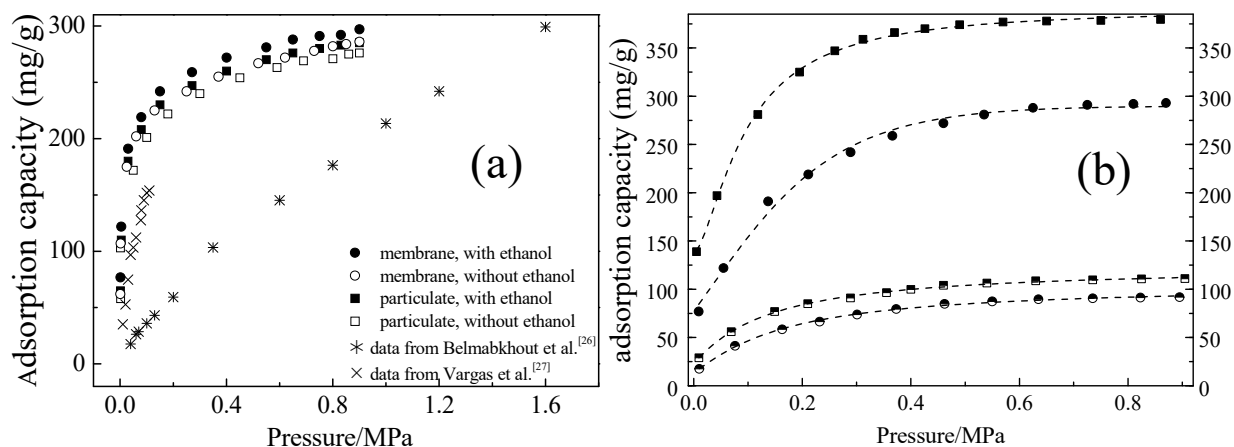 Adsorption capacity (mg/g)
300
200
100
0
(a)
membrane, with ethanol
membrane, without ethanol
particulate, with ethanol
particulate, without ethanol
data from Belmabkhout et al.[26]
data from Vargas et al.[27]
0.0 0.4 0.8 1.2 1.6
Pressure/MPa
adsorption capacity (mg/g)
350
300
250
200
150
100
50
0
(b)
350
300
250
200
150
100
50
0
0.0 0.2 0.4 0.6 0.8
Pressure/MPa